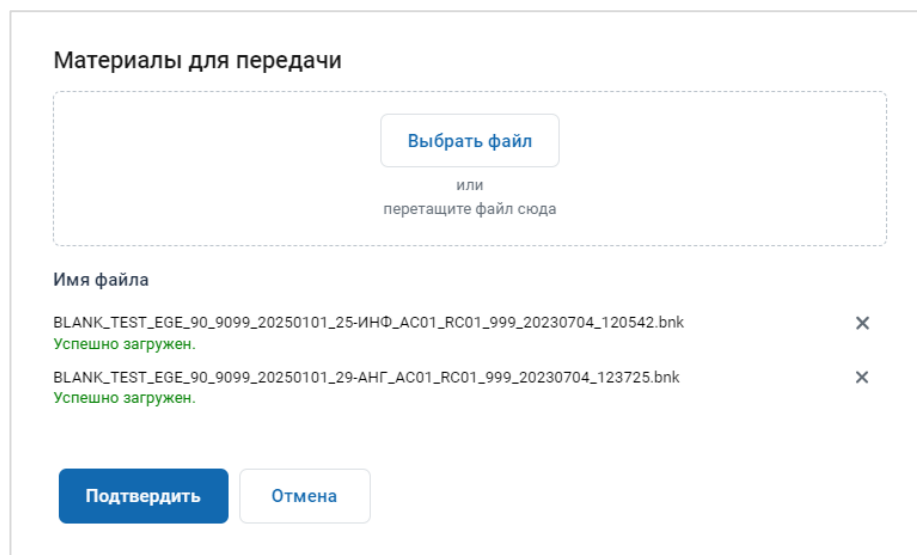 Материалы для передачи
Выбрать файл
или
перетащите файл сюда
Имя файла
BLANK_TEST_EGE_90_9099_20250101_25-ИНФ_AC01_RC01_999_20230704_120542.bnk
Успешно загружен.
BLANK_TEST_EGE_90_9099_20250101_29-АНГ_AC01_RC01_999_20230704_123725.bnk
Успешно загружен.
Подтвердить Отмена